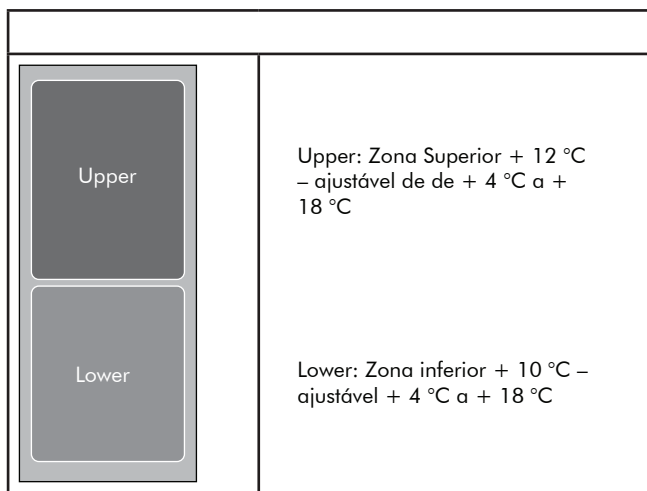 Upper
Upper: Zona Superior + 12 °C
– ajustável de de + 4 °C a +
18 °C
Lower
Lower: Zona inferior + 10 °C –
ajustável + 4 °C a + 18 °C